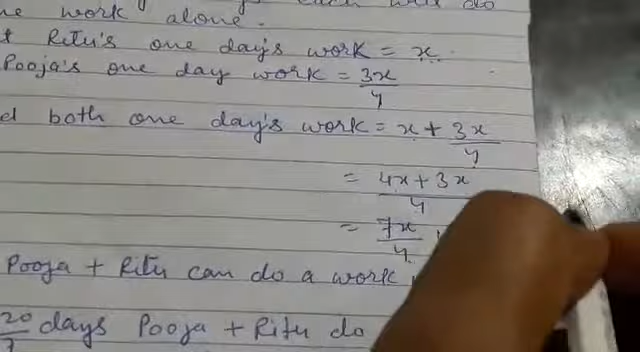 work alone.
Ritu's one day's work = x.
Pooja's one day work = 3x/4
both one day's work = x + 3x/4
= 4x + 3x/4
= 7x/4
Pooja + Ritu can do a work
20/7 days Pooja + Ritu do